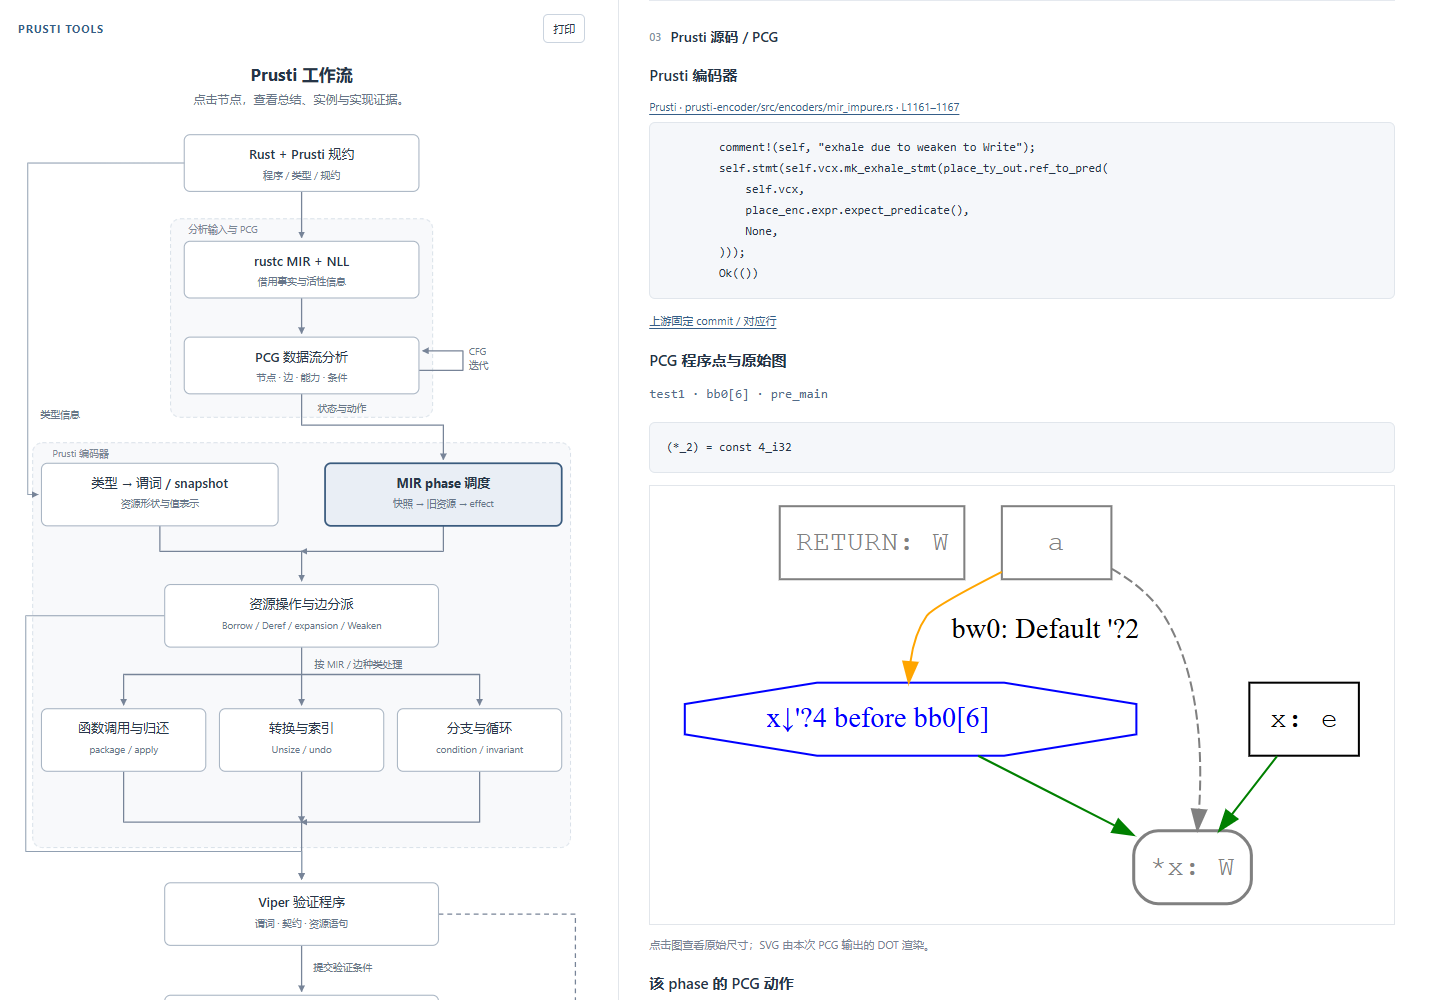 PRUSTI TOOLS
打印
Prusti 工作流
点击节点，查看总结、实例与实现证据。
Rust + Prusti 规约
程序 / 类型 / 规约
分析输入与 PCG
rustc MIR + NLL
借用事实与活性信息
PCG 数据流分析
节点 · 边 · 能力 · 条件
CFG
迭代
状态与动作
类型信息
Prusti 编码器
类型 → 谓词 / snapshot
资源形状与值表示
MIR phase 调度
快照 → 旧资源 → effect
资源操作与边分派
Borrow / Deref / expansion / Weaken
按 MIR / 边种类处理
函数调用与归还
package / apply
转换与索引
Unsize / undo
分支与循环
condition / invariant
Viper 验证程序
谓词 · 契约 · 资源语句
提交验证条件
03 Prusti 源码 / PCG
Prusti 编码器
Prusti · prusti-encoder/src/encoders/mir_impure.rs · L1161–1167
comment!(self, "exhale due to weaken to Write");
self.stmt(self.vcx.mk_exhale_stmt(place_ty_out.ref_to_pred(
self.vcx,
place_enc.expr.expect_predicate(),
None,
)));
Ok(())
上游固定 commit / 对应行
PCG 程序点与原始图
test1 · bb0[6] · pre_main
(*_2) = const 4_i32
RETURN: W
a
bw0: Default '?2
x↓'?4 before bb0[6]
x: e
*x: W
点击图查看原始尺寸；SVG 由本次 PCG 输出的 DOT 渲染。
该 phase 的 PCG 动作